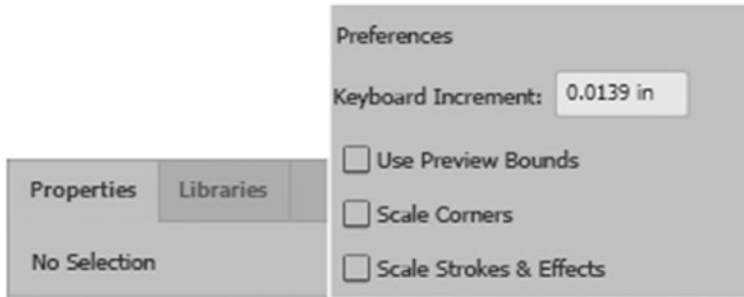 Preferences
Keyboard Increment: 0.0139 in
Use Preview Bounds
Properties Libraries
Scale Corners
No Selection
Scale Strokes & Effects